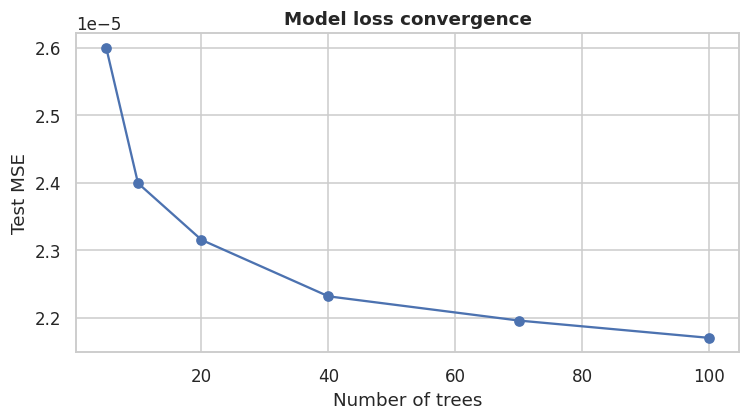 Model loss convergence
1e−5
2.6
2.5
2.4
2.3
2.2
Test MSE
20 40 60 80 100
Number of trees